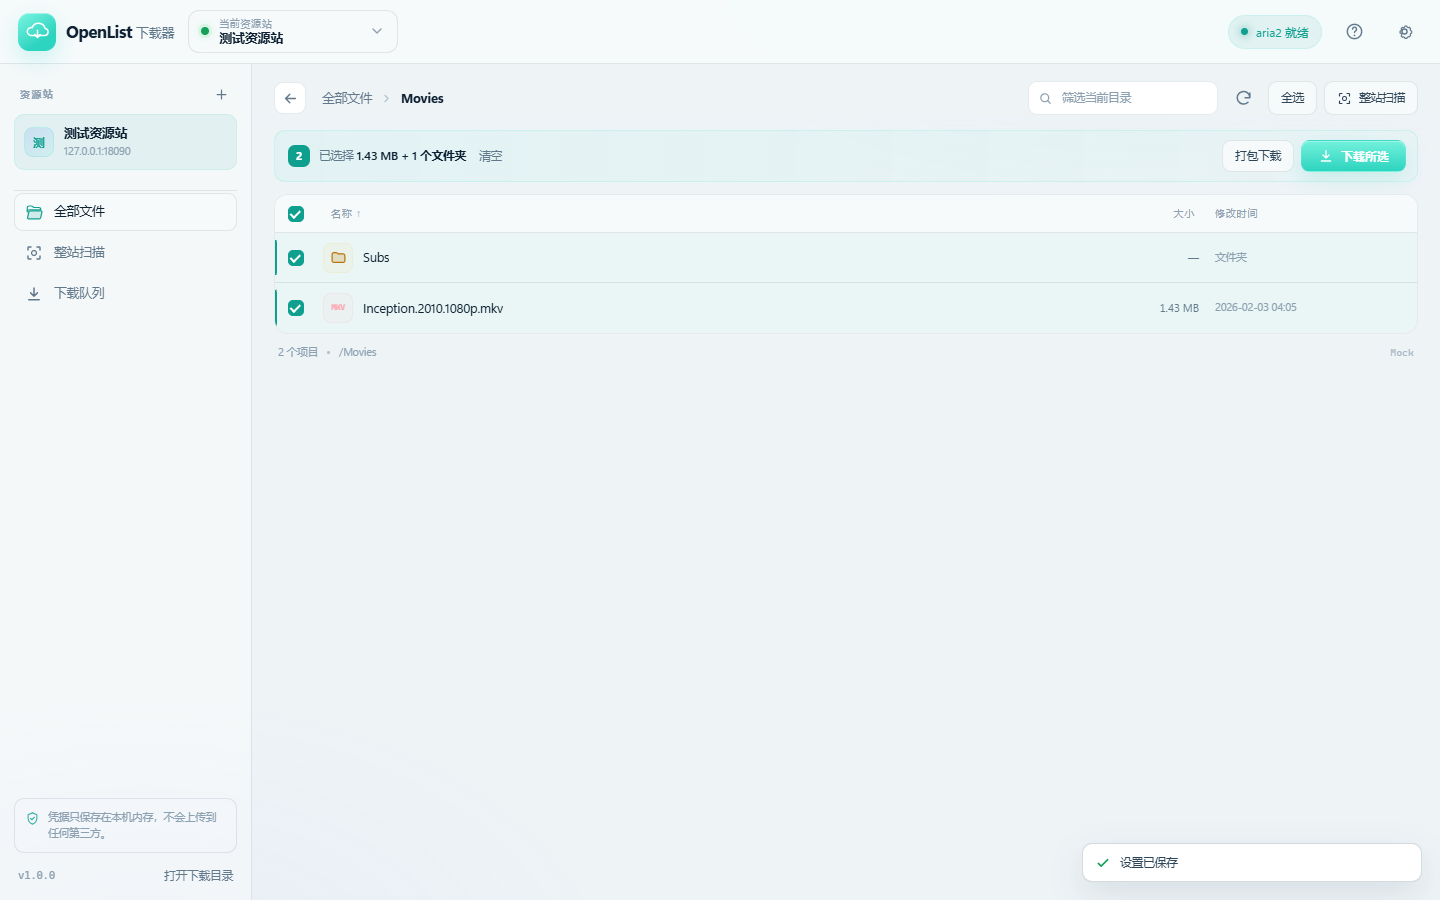 OpenList 下载器
当前资源站
测试资源站
aria2 就绪
资源站
测
测试资源站
127.0.0.1:18090
全部文件
整站扫描
下载队列
全部文件
Movies
筛选当前目录
全选
整站扫描
2 已选择 1.43 MB + 1 个文件夹 清空
打包下载
下载所选
名称 ↑ 大小 修改时间
Subs — 文件夹
MKV Inception.2010.1080p.mkv 1.43 MB 2026-02-03 04:05
2 个项目 • /Movies
Mock
凭据只保存在本机内存，不会上传到
任何第三方。
v1.0.0
打开下载目录
设置已保存